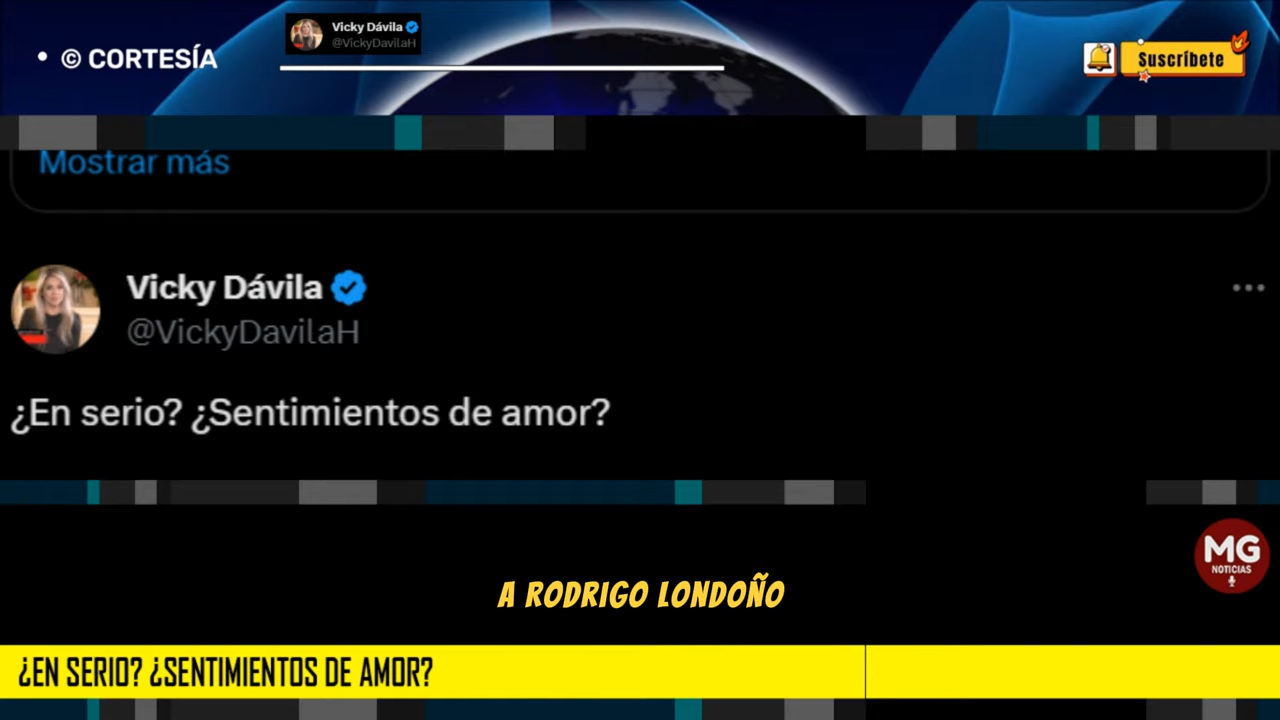 • © CORTESÍA
Vicky Dávila
@VickyDavilaH
Suscríbete
Mostrar más
Vicky Dávila
@VickyDavilaH
¿En serio? ¿Sentimientos de amor?
MG
NOTICIAS
A RODRIGO LONDOÑO
¿EN SERIO? ¿SENTIMIENTOS DE AMOR?